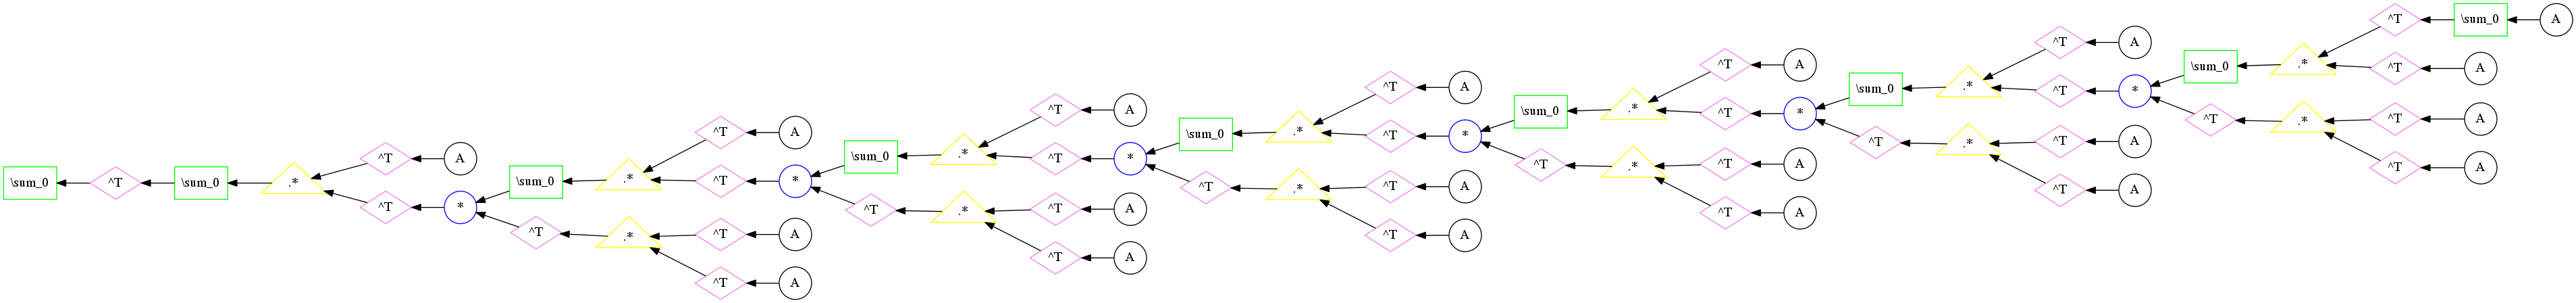 \sum_0
^T
\sum_0
.*
^T
^T
A
*
\sum_0
^T
.*
.*
^T
^T
^T
^T
A
*
A
A
\sum_0
^T
.*
.*
^T
^T
^T
^T
A
*
A
A
\sum_0
^T
.*
.*
^T
^T
^T
^T
A
*
A
A
\sum_0
^T
.*
.*
^T
^T
^T
^T
A
*
A
A
\sum_0
^T
.*
.*
^T
^T
^T
^T
A
*
A
A
\sum_0
^T
.*
.*
^T
^T
^T
^T
\sum_0
A
A
A
A